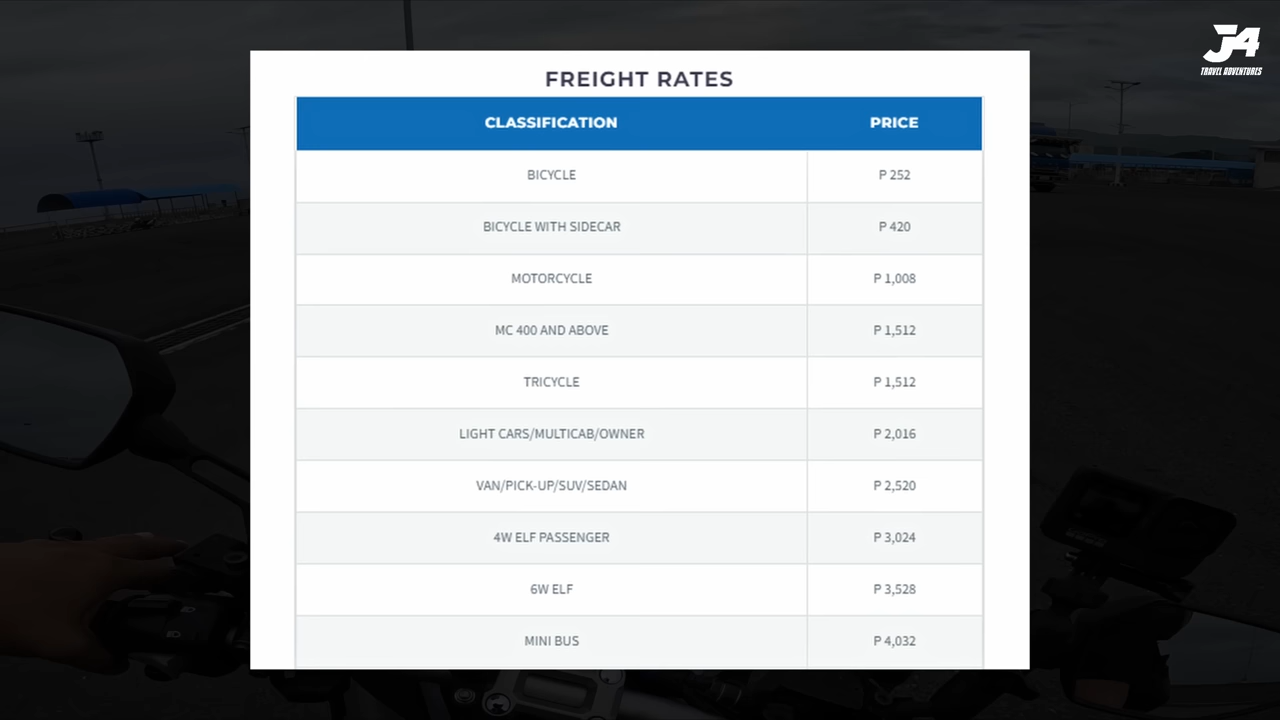 J4
TRAVEL ADVENTURES
FREIGHT RATES
CLASSIFICATION PRICE
BICYCLE P 252
BICYCLE WITH SIDECAR P 420
MOTORCYCLE P 1,008
MC 400 AND ABOVE P 1,512
TRICYCLE P 1,512
LIGHT CARS/MULTICAB/OWNER P 2,016
VAN/PICK-UP/SUV/SEDAN P 2,520
4W ELF PASSENGER P 3,024
6W ELF P 3,528
MINI BUS P 4,032